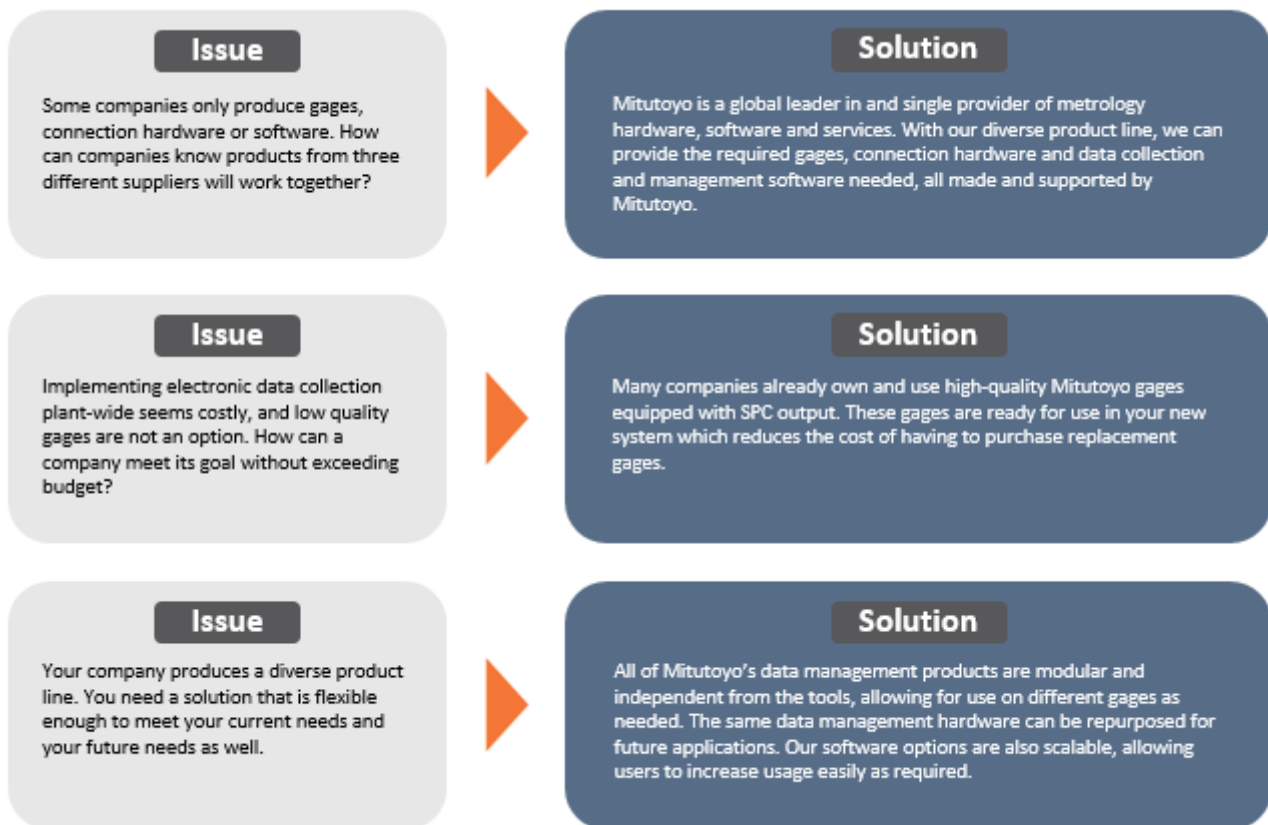 Issue
Some companies only produce gages,
connection hardware or software. How
can companies know products from three
different suppliers will work together?
Solution
Mitutoyo is a global leader in and single provider of metrology
hardware, software and services. With our diverse product line, we can
provide the required gages, connection hardware and data collection
and management software needed, all made and supported by
Mitutoyo.
Issue
Implementing electronic data collection
plant-wide seems costly, and low quality
gages are not an option. How can a
company meet its goal without exceeding
budget?
Solution
Many companies already own and use high-quality Mitutoyo gages
equipped with SPC output. These gages are ready for use in your new
system which reduces the cost of having to purchase replacement
gages.
Issue
Your company produces a diverse product
line. You need a solution that is flexible
enough to meet your current needs and
your future needs as well.
Solution
All of Mitutoyo’s data management products are modular and
independent from the tools, allowing for use on different gages as
needed. The same data management hardware can be repurposed for
future applications. Our software options are also scalable, allowing
users to increase usage easily as required.